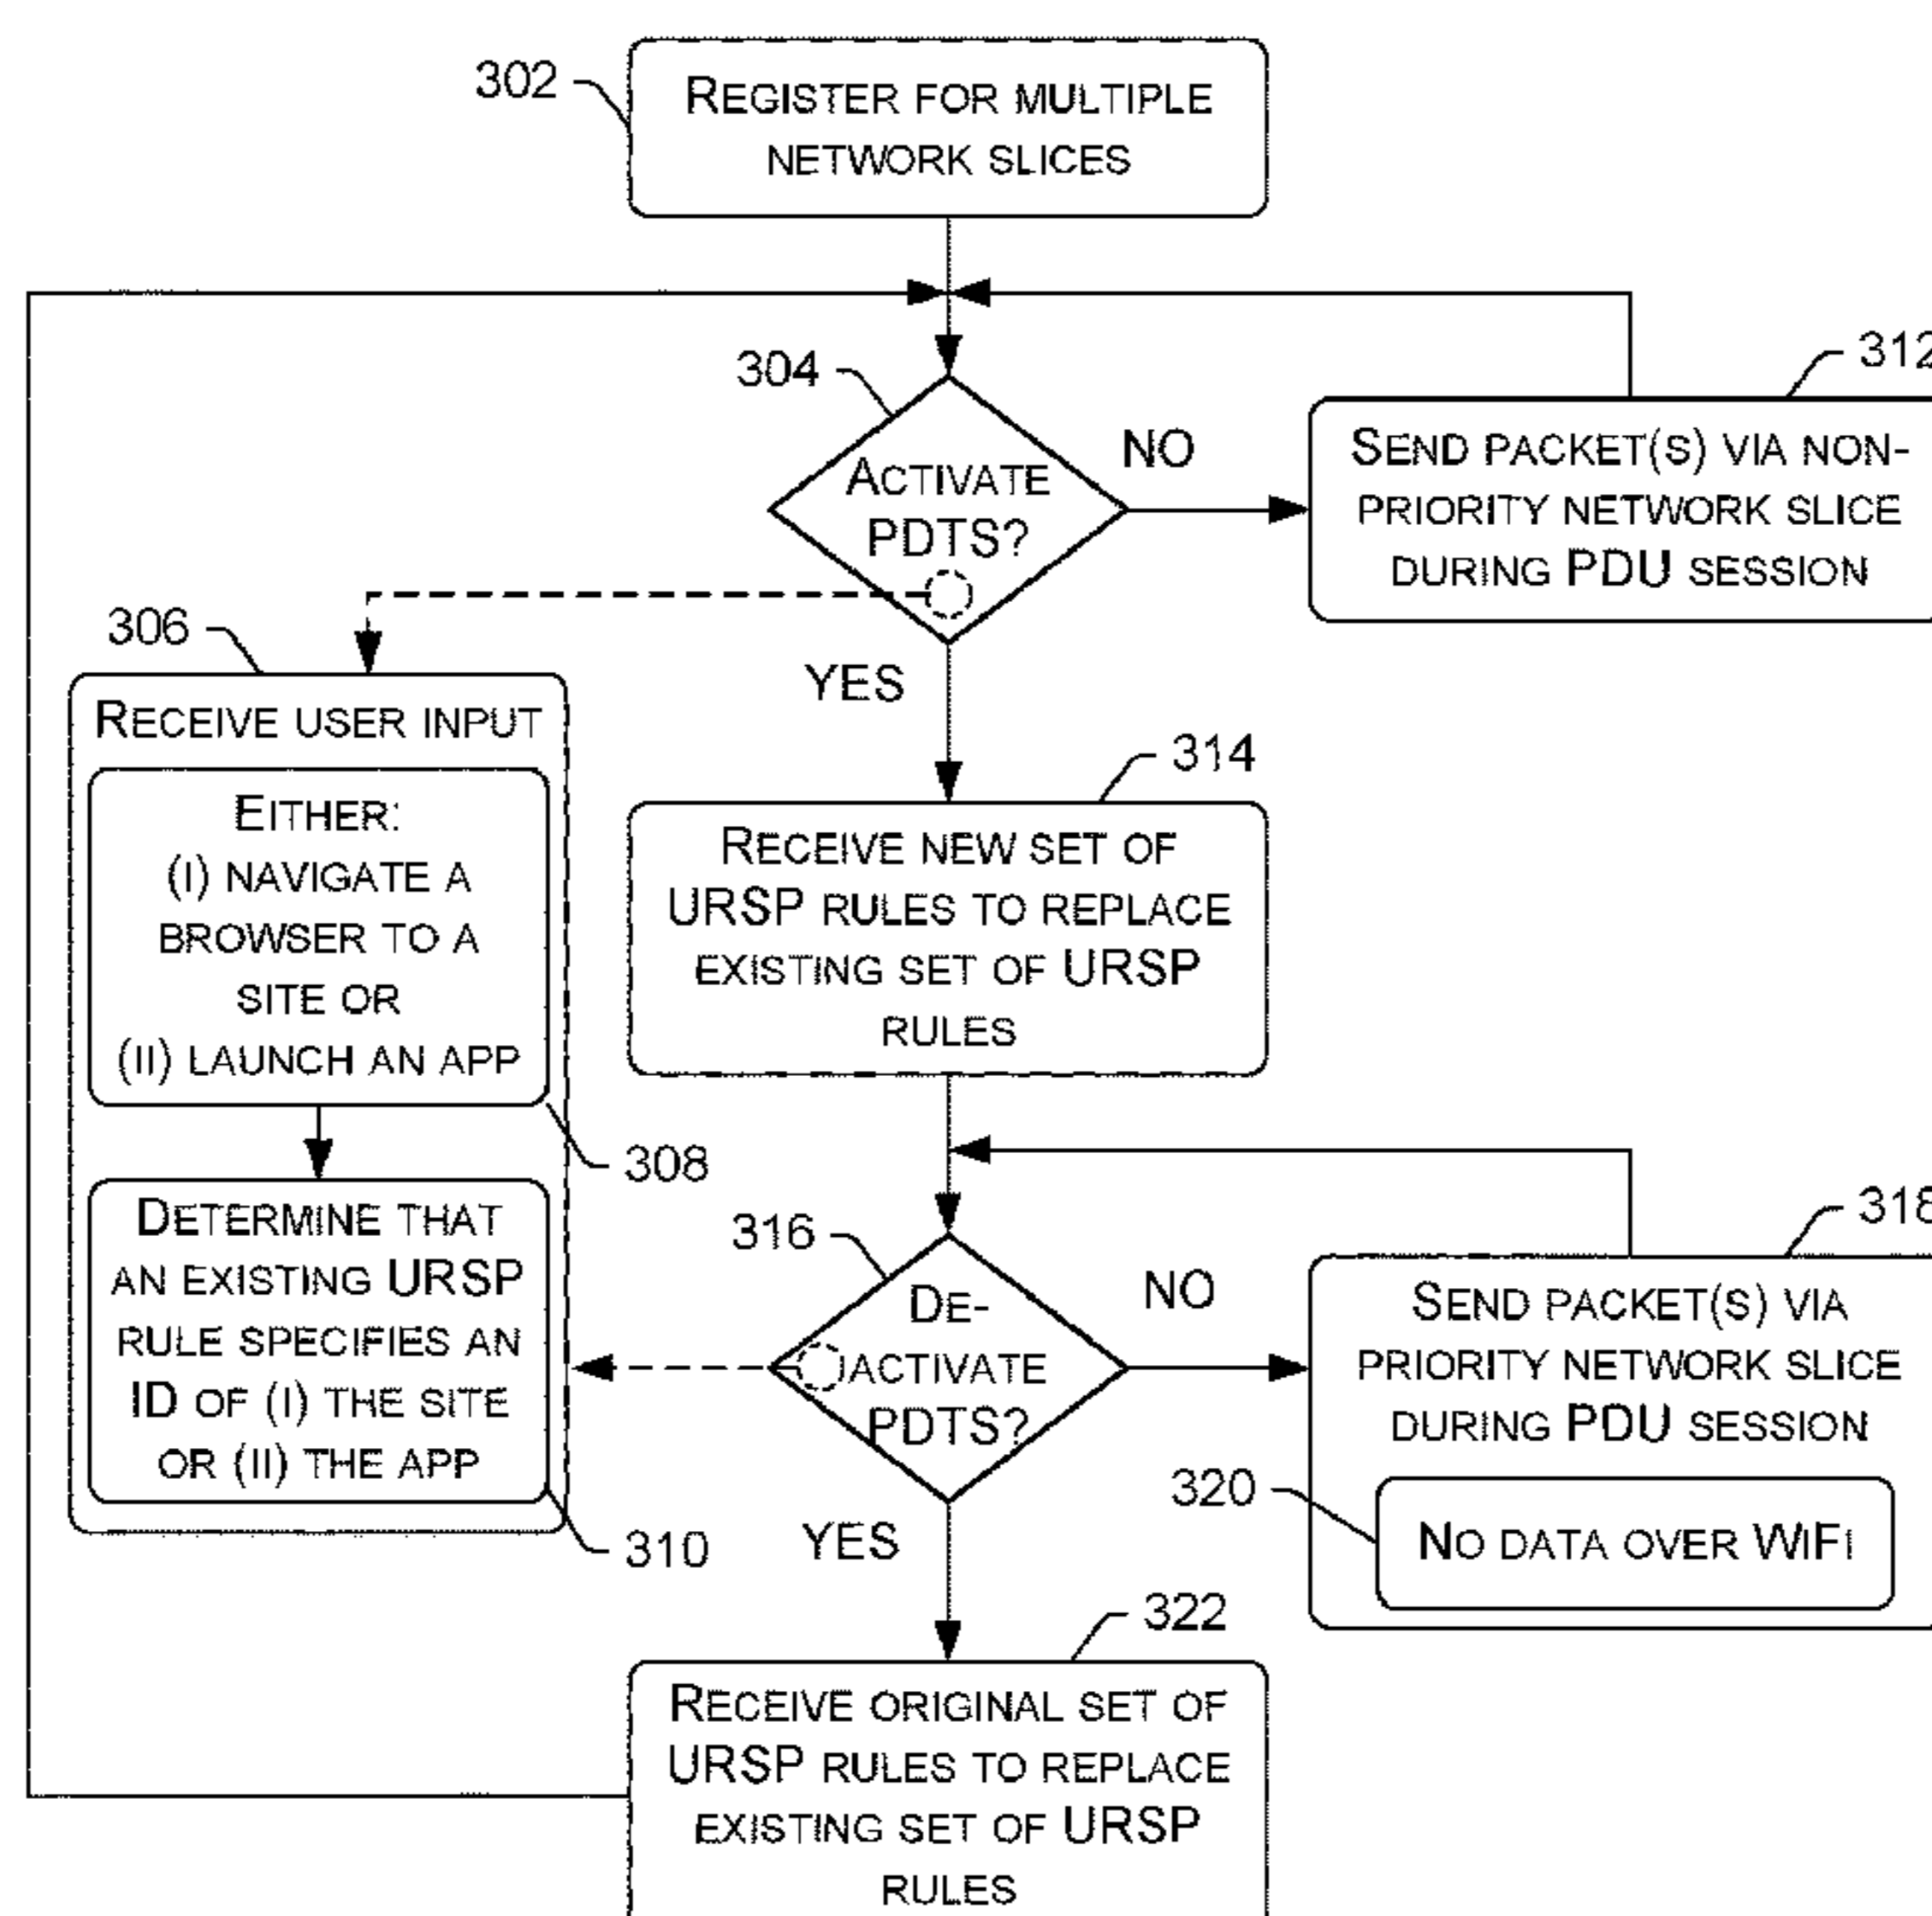 302
REGISTER FOR MULTIPLE
NETWORK SLICES
304
ACTIVATE
PDTS?
NO
312
SEND PACKET(S) VIA NON-
PRIORITY NETWORK SLICE
DURING PDU SESSION
YES
306
RECEIVE USER INPUT
EITHER:
(I) NAVIGATE A
BROWSER TO A
SITE OR
(II) LAUNCH AN APP
308
DETERMINE THAT
AN EXISTING URSP
RULE SPECIFIES AN
ID OF (I) THE SITE
OR (II) THE APP
310
314
RECEIVE NEW SET OF
URSP RULES TO REPLACE
EXISTING SET OF URSP
RULES
316
DE-
ACTIVATE
PDTS?
NO
318
SEND PACKET(S) VIA
PRIORITY NETWORK SLICE
DURING PDU SESSION
320
NO DATA OVER WIFI
YES
322
RECEIVE ORIGINAL SET OF
URSP RULES TO REPLACE
EXISTING SET OF URSP
RULES